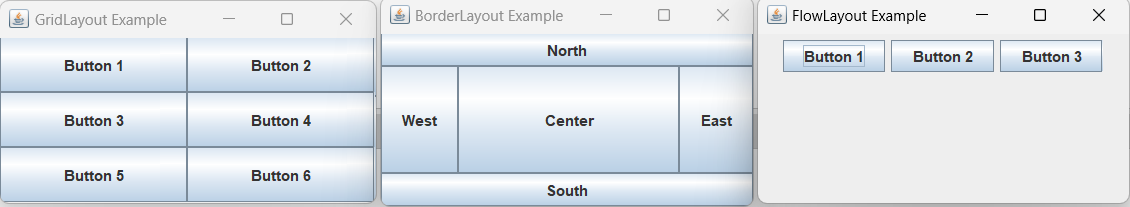 GridLayout Example
Button 1 Button 2
Button 3 Button 4
Button 5 Button 6
BorderLayout Example
North
West Center East
South
FlowLayout Example
Button 1 Button 2 Button 3